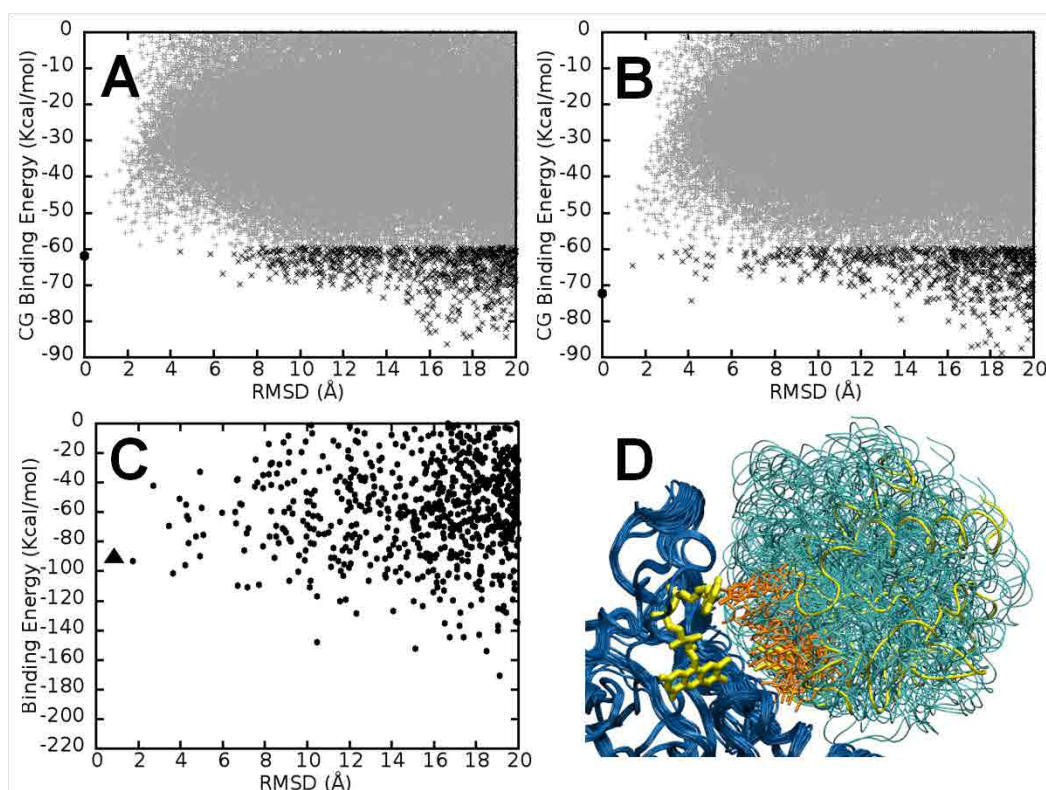 A
0
-10
-20
-30
-40
-50
-60
-70
-80
-90
CG Binding Energy (Kcal/mol)
0 2 4 6 8 10 12 14 16 18 20
RMSD (Å)
B
0
-10
-20
-30
-40
-50
-60
-70
-80
-90
CG Binding Energy (Kcal/mol)
0 2 4 6 8 10 12 14 16 18 20
RMSD (Å)
C
0
-20
-40
-60
-80
-100
-120
-140
-160
-180
-200
-220
Binding Energy (Kcal/mol)
0 2 4 6 8 10 12 14 16 18 20
RMSD (Å)
D